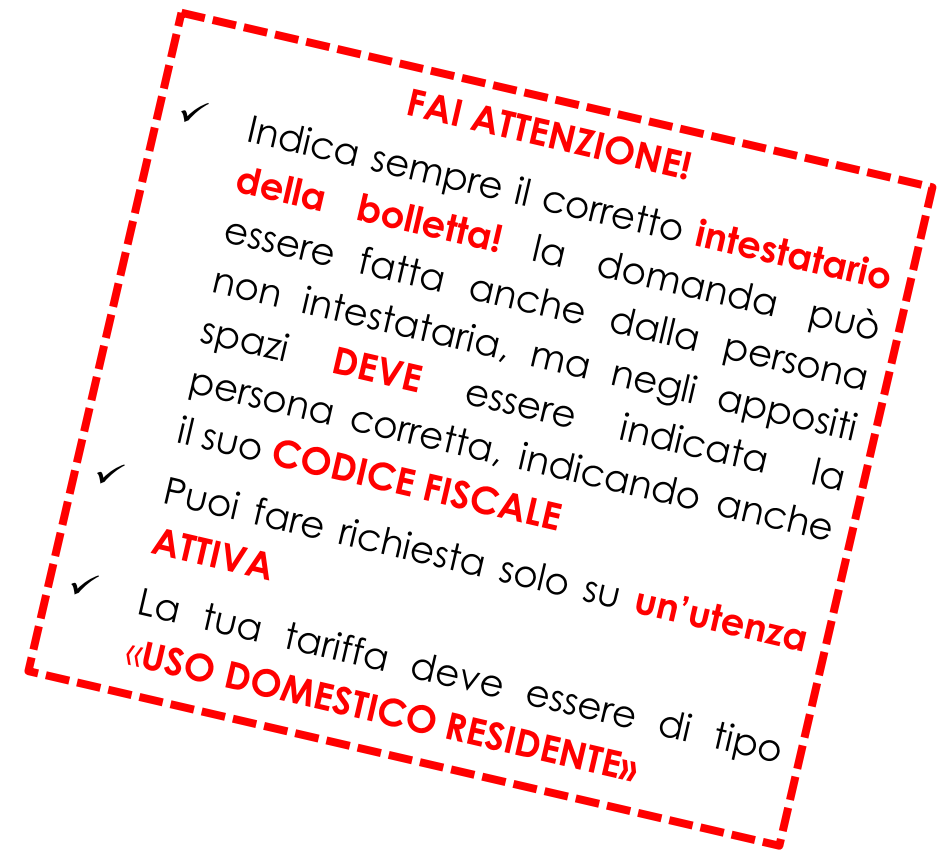 FAI ATTENZIONE!
✓ Indica sempre il corretto intestatario
della bolletta! la domanda può
essere fatta anche dalla persona
non intestataria, ma negli appositi
spazi DEVE essere indicata la
persona corretta, indicando anche
il suo CODICE FISCALE
✓ Puoi fare richiesta solo su un’utenza
ATTIVA
✓ La tua tariffa deve essere di tipo
«USO DOMESTICO RESIDENTE»